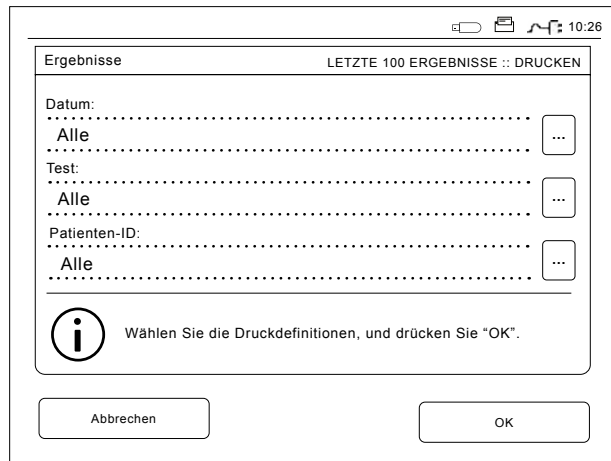 10:26
Ergebnisse LETZTE 100 ERGEBNISSE :: DRUCKEN
Datum:
Alle
...
Test:
Alle
...
Patienten-ID:
Alle
...
Wählen Sie die Druckdefinitionen, und drücken Sie “OK”.
Abbrechen OK